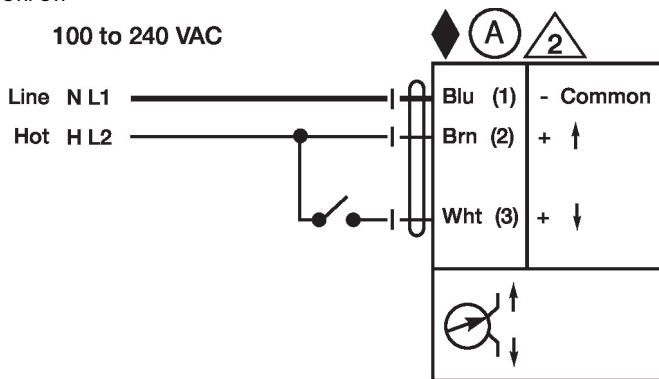 100 to 240 VAC
A
2
Line N L1
Blu (1) - Common
Hot H L2
Brn (2) +
Wht (3) +